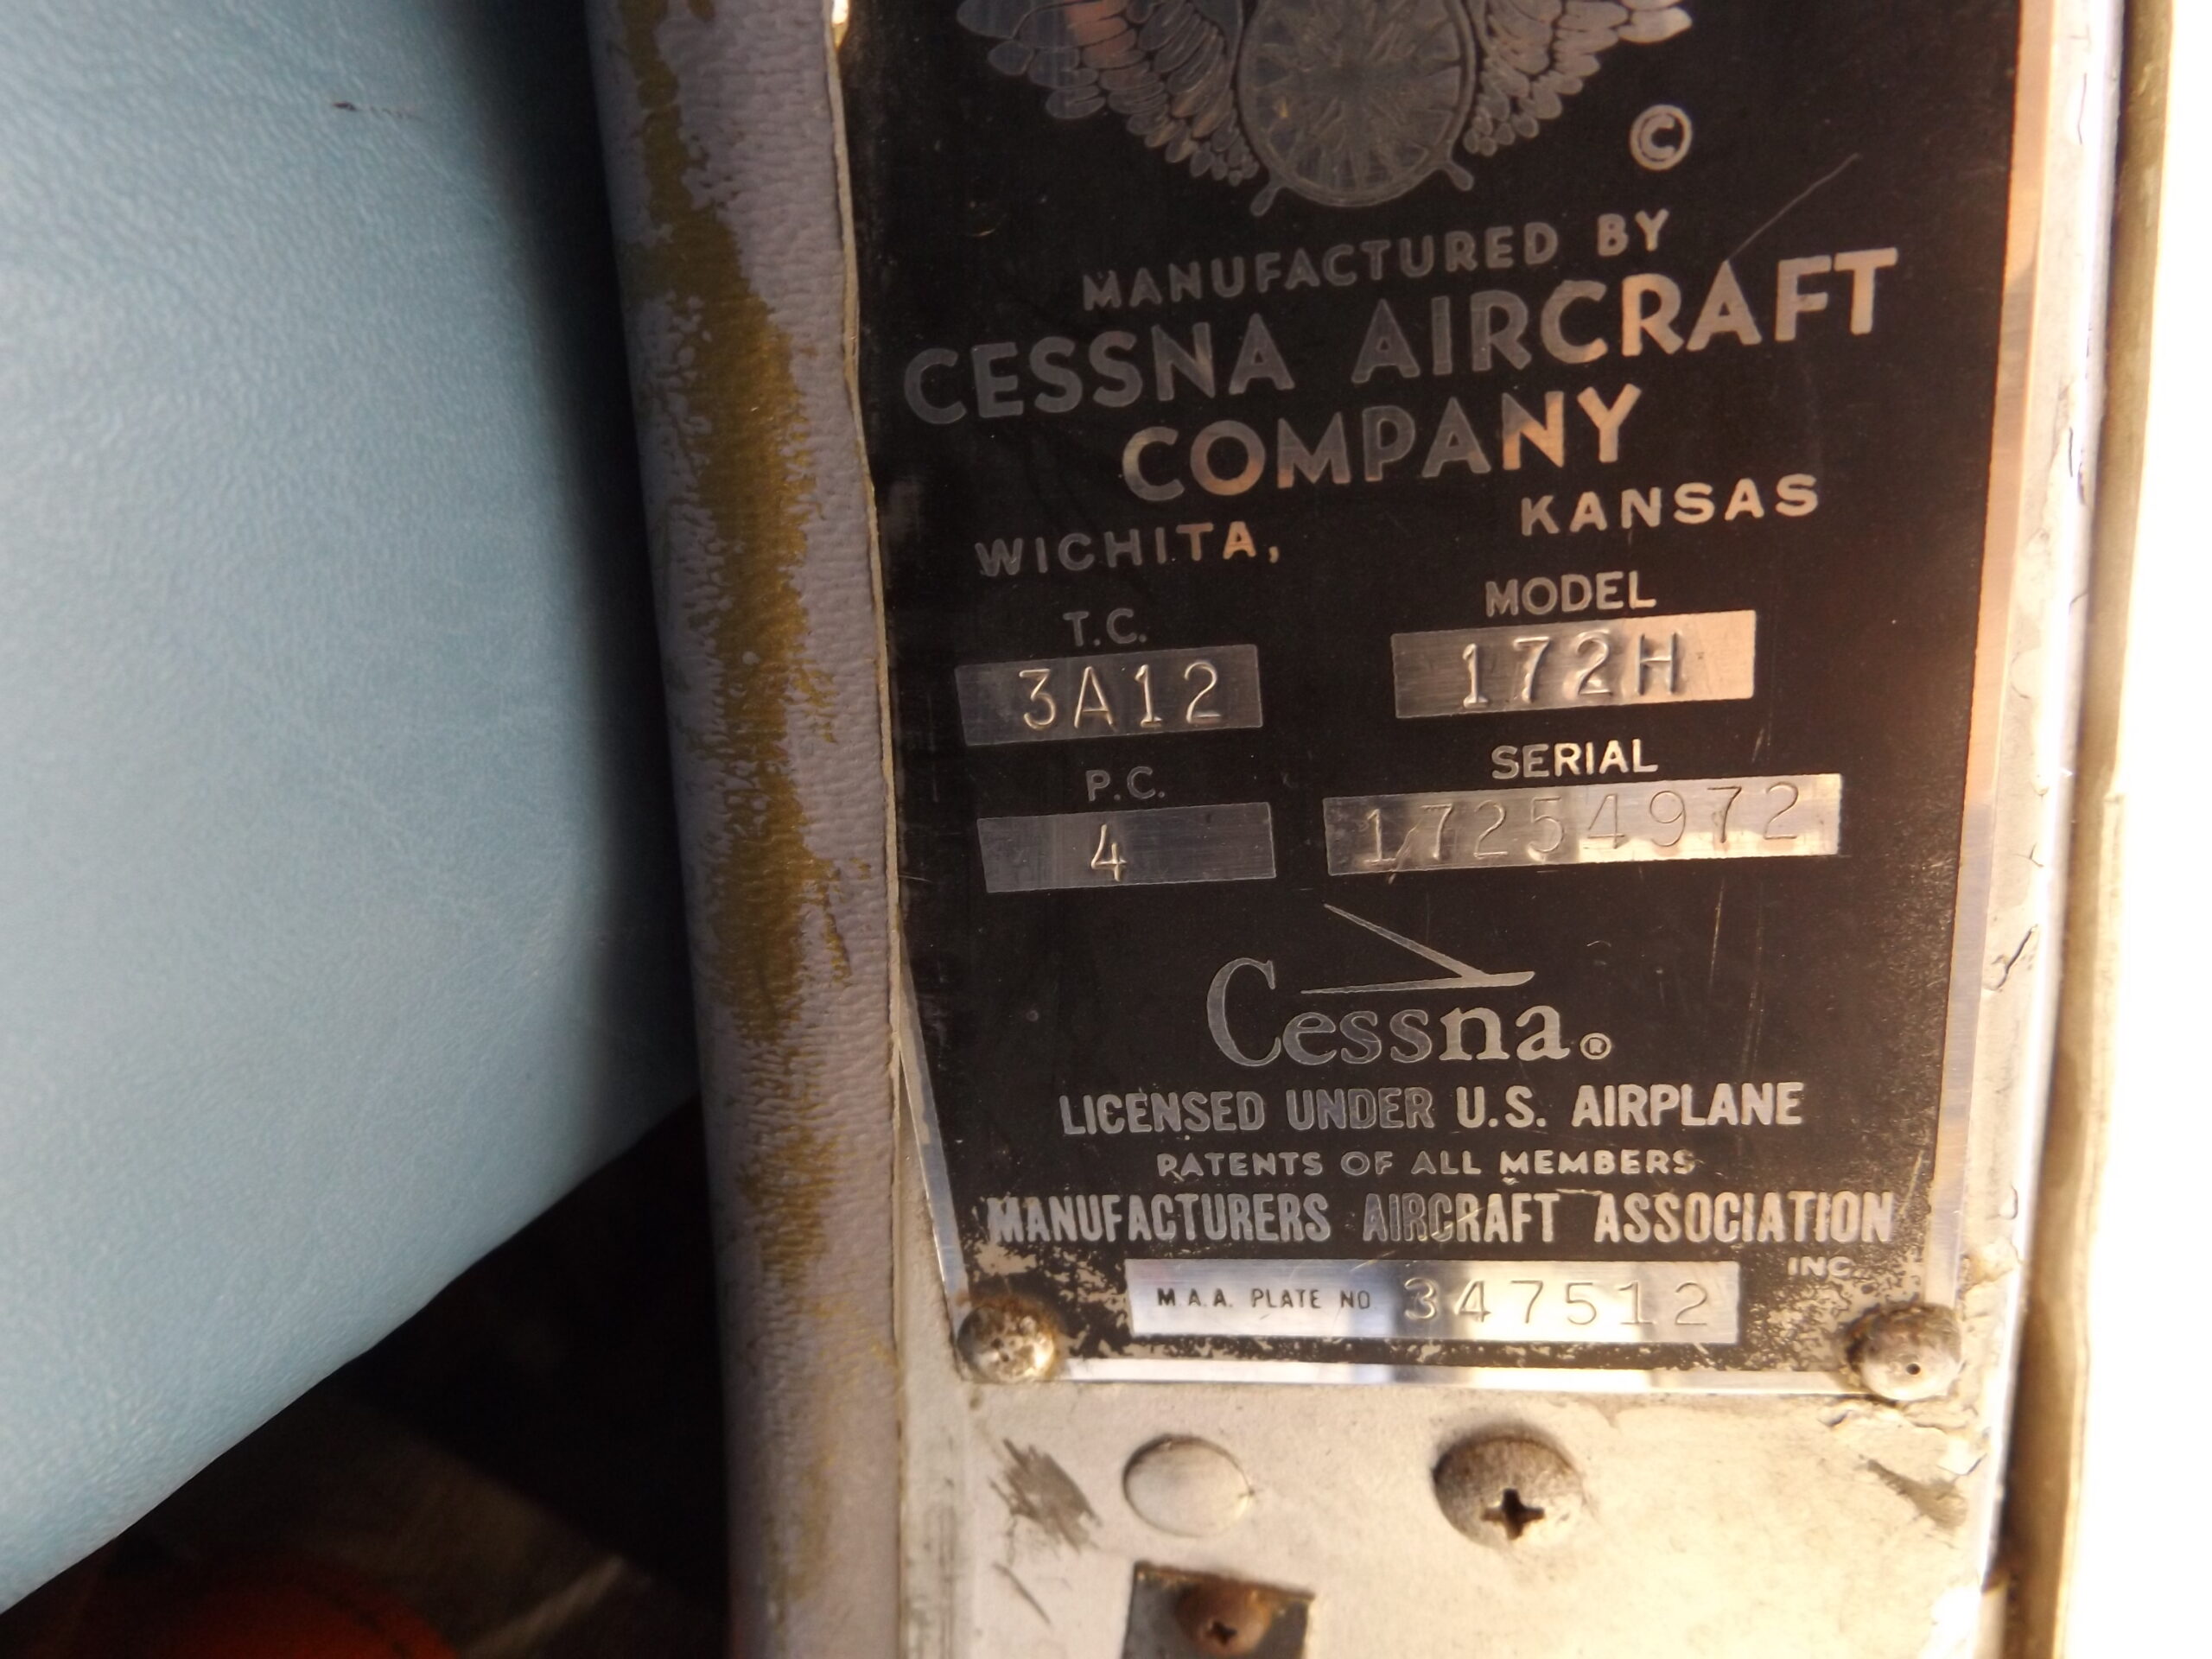 ©
MANUFACTURED BY
CESSNA AIRCRAFT
COMPANY
WICHITA, KANSAS
T.C. MODEL
3A12 172H
P.C. SERIAL
4 17254972
Cessna®
LICENSED UNDER U.S. AIRPLANE
PATENTS OF ALL MEMBERS
MANUFACTURERS AIRCRAFT ASSOCIATION
INC.
M.A.A. PLATE NO 347512